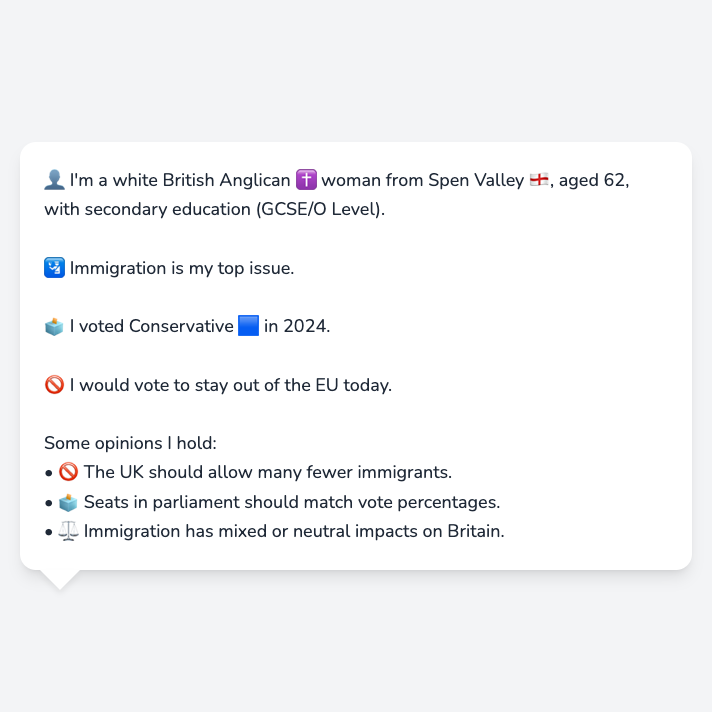 👤 I'm a white British Anglican ✝️ woman from Spen Valley 🏴󠁧󠁢󠁥󠁮󠁧󠁿, aged 62,
with secondary education (GCSE/O Level).
🛂 Immigration is my top issue.
🗳️ I voted Conservative 🟦 in 2024.
🚫 I would vote to stay out of the EU today.
Some opinions I hold:
• 🚫 The UK should allow many fewer immigrants.
• 🗳️ Seats in parliament should match vote percentages.
• ⚖️ Immigration has mixed or neutral impacts on Britain.